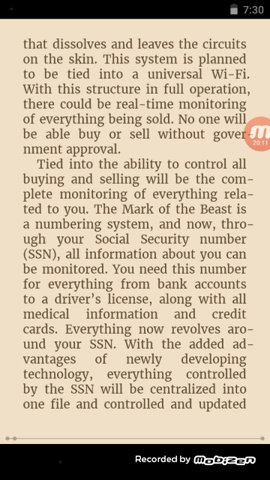 7:30
that dissolves and leaves the circuits
on the skin. This system is planned
to be tied into a universal Wi-Fi.
With this structure in full operation,
there could be real-time monitoring
of everything being sold. No one will
be able buy or sell without gover-
nment approval.
20:11
Tied into the ability to control all
buying and selling will be the com-
plete monitoring of everything rela-
ted to you. The Mark of the Beast is
a numbering system, and now, thro-
ugh your Social Security number
(SSN), all information about you can
be monitored. You need this number
for everything from bank accounts
to a driver's license, along with all
medical information and credit
cards. Everything now revolves aro-
und your SSN. With the added ad-
vantages of newly developing
technology, everything controlled
by the SSN will be centralized into
one file and controlled and updated
Recorded by Mobizen